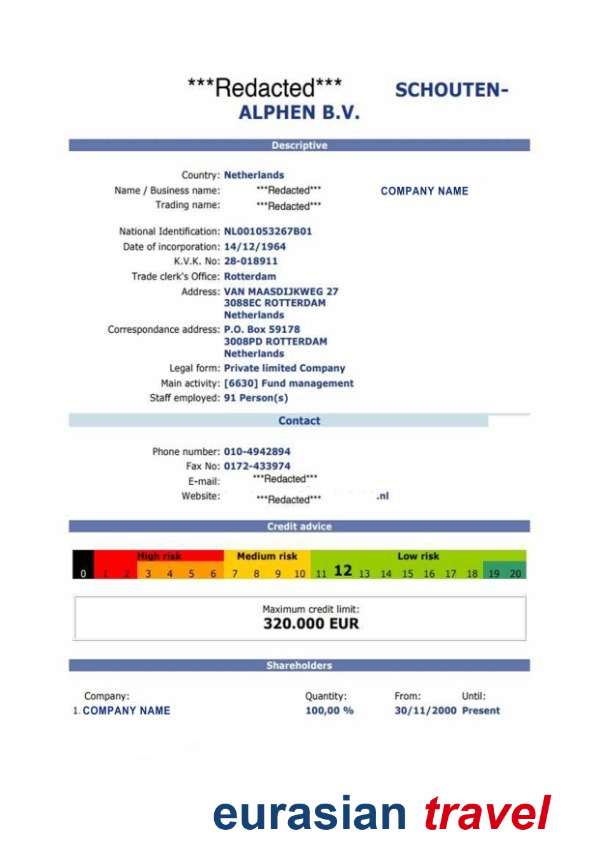 ***Redacted*** SCHOUTEN-
ALPHEN B.V.
Descriptive
Country: Netherlands
Name / Business name: ***Redacted*** COMPANY NAME
Trading name: ***Redacted***
National Identification: NL001053267B01
Date of incorporation: 14/12/1964
K.V.K. No: 28-018911
Trade clerk's Office: Rotterdam
Address: VAN MAASDIJKWEG 27
3088EC ROTTERDAM
Netherlands
Correspondance address: P.O. Box 59178
3008PD ROTTERDAM
Netherlands
Legal form: Private limited Company
Main activity: [6630] Fund management
Staff employed: 91 Person(s)
Contact
Phone number: 010-4942894
Fax No: 0172-433974
E-mail: ***Redacted***
Website: ***Redacted*** .nl
Credit advice
High risk Medium risk Low risk
0 1 2 3 4 5 6 7 8 9 10 11 12 13 14 15 16 17 18 19 20
Maximum credit limit:
320.000 EUR
Shareholders
Company: Quantity: From: Until:
1. COMPANY NAME 100,00 % 30/11/2000 Present
eurasian travel